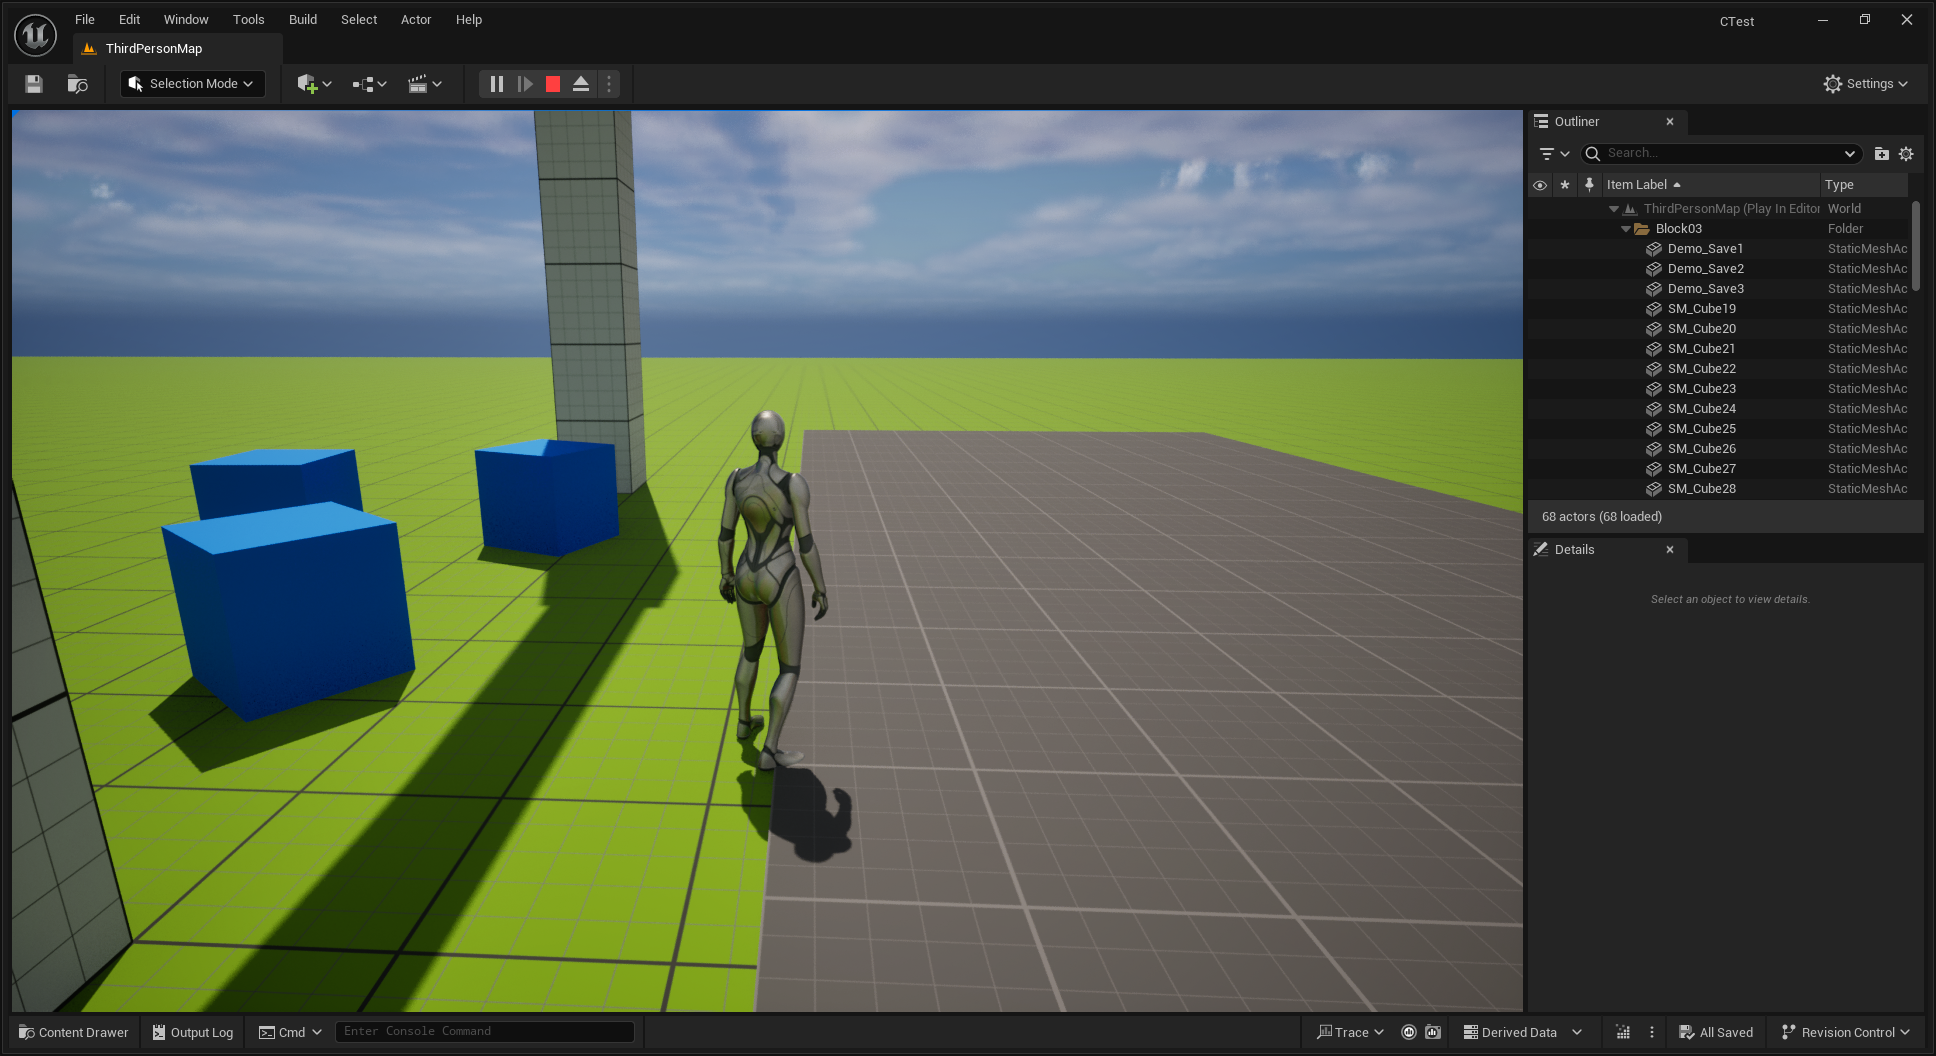 File Edit Window Tools Build Select Actor Help
CTest
ThirdPersonMap
Selection Mode
Settings
Outliner
Search...
Item Label Type
ThirdPersonMap (Play In Editor World
Block03 Folder
Demo_Save1 StaticMeshAc
Demo_Save2 StaticMeshAc
Demo_Save3 StaticMeshAc
SM_Cube19 StaticMeshAc
SM_Cube20 StaticMeshAc
SM_Cube21 StaticMeshAc
SM_Cube22 StaticMeshAc
SM_Cube23 StaticMeshAc
SM_Cube24 StaticMeshAc
SM_Cube25 StaticMeshAc
SM_Cube26 StaticMeshAc
SM_Cube27 StaticMeshAc
SM_Cube28 StaticMeshAc
68 actors (68 loaded)
Details
Select an object to view details.
Content Drawer Output Log Cmd Enter Console Command Trace Derived Data All Saved Revision Control